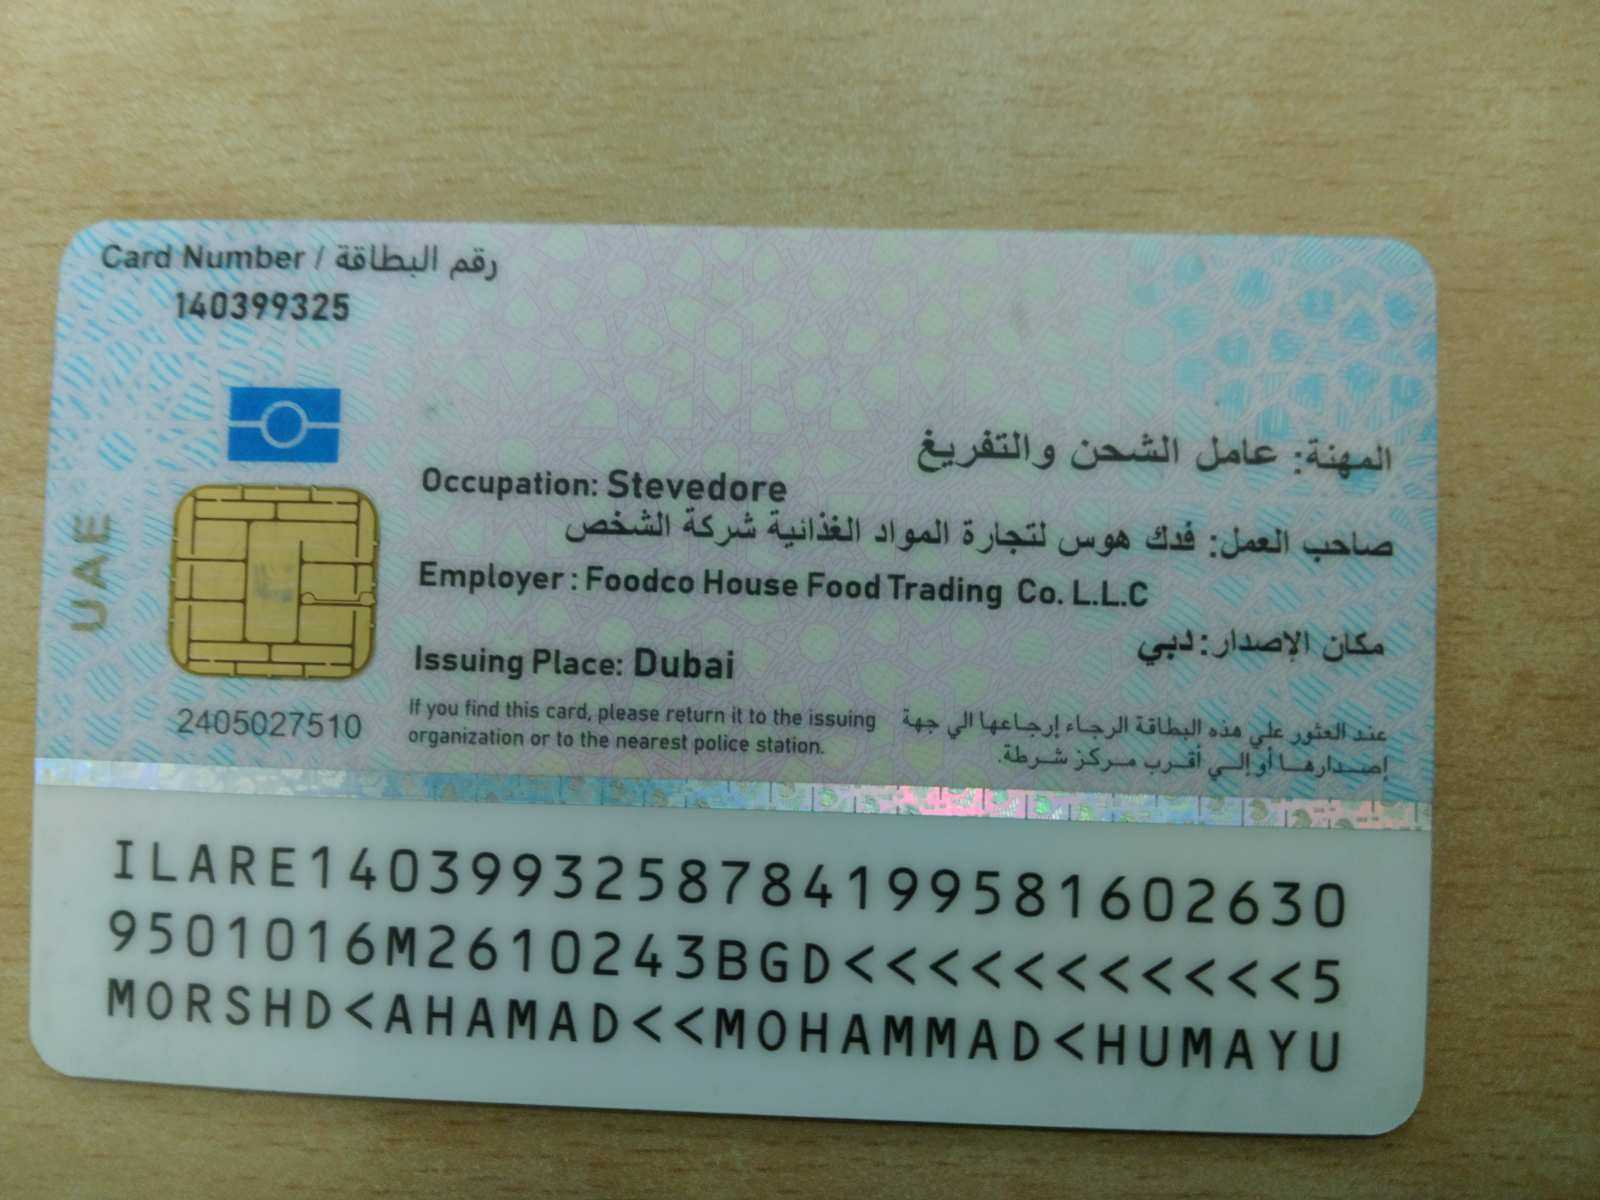 Card Number / رقم البطاقة
140399325
المهنة: عامل الشحن والتفريغ
Occupation: Stevedore
صاحب العمل: فدك هوس لتجارة المواد الغذائية شركة الشخص
Employer : Foodco House Food Trading Co. L.L.C
مكان الإصدار: دبي
Issuing Place: Dubai
UAE
2405027510
If you find this card, please return it to the issuing
organization or to the nearest police station.
عند العثور علي هذه البطاقة الرجاء إرجاعها الي جهة
إصدارها أو إلي أقرب مركز شرطة.
ILARE1403993258784199581602630
9501016M2610243BGD<<<<<<<<<<<5
MORSHD<AHAMAD<<MOHAMMAD<HUMAYU